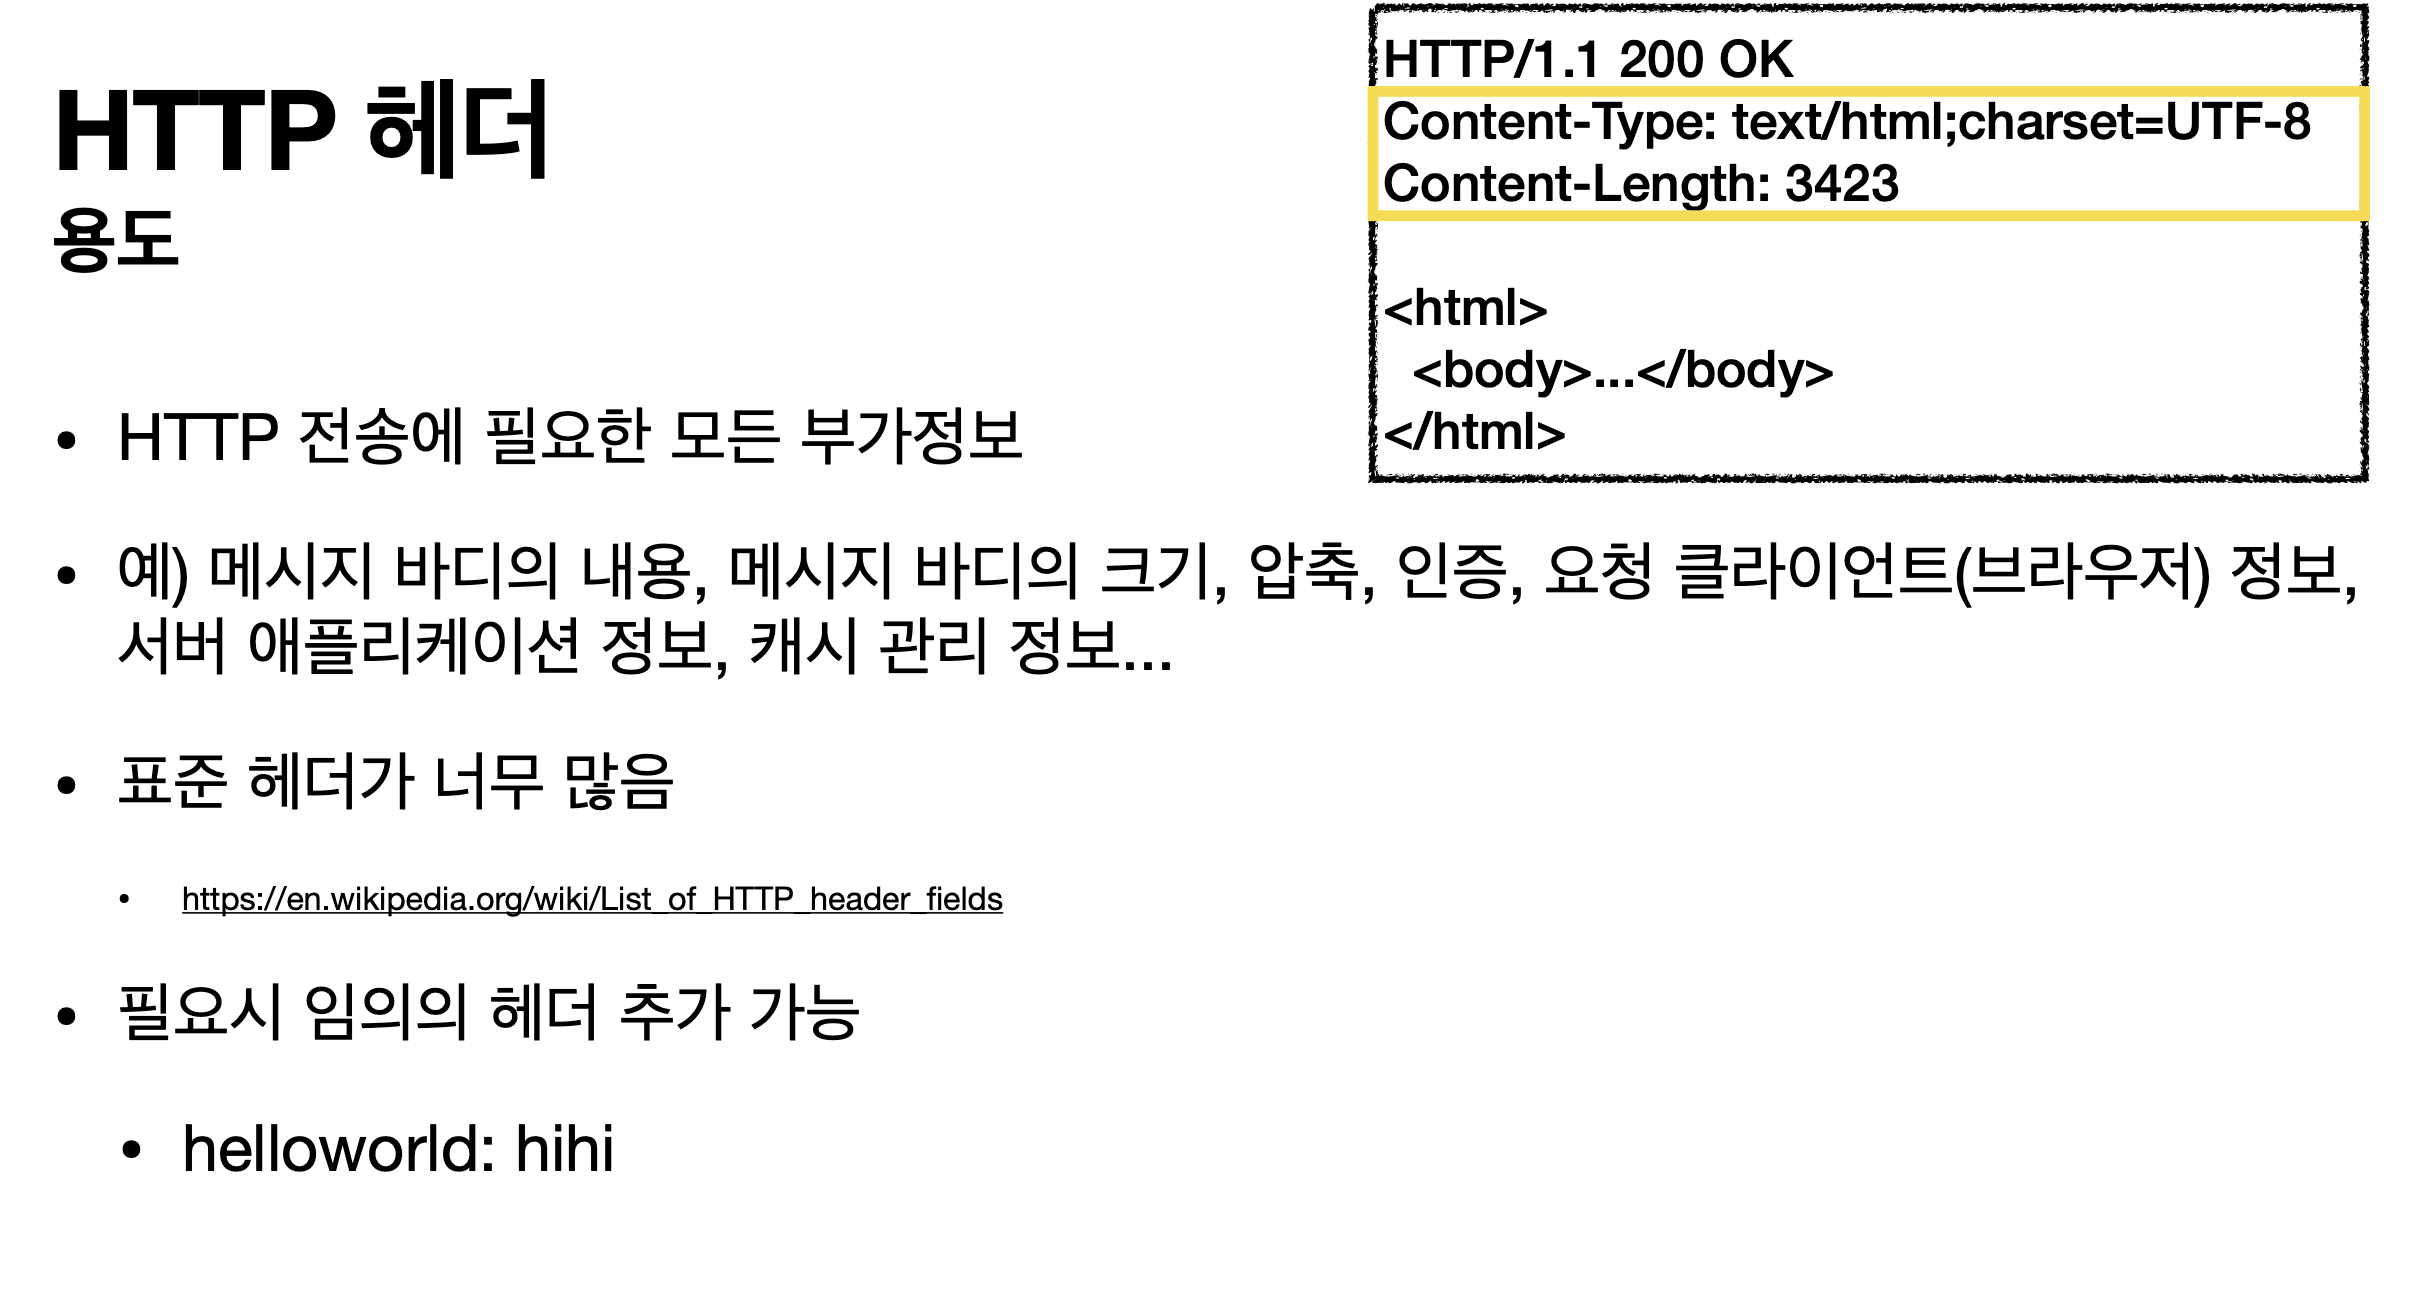 HTTP 헤더
용도
HTTP/1.1 200 OK
Content-Type: text/html;charset=UTF-8
Content-Length: 3423
<html>
<body>...</body>
</html>
• HTTP 전송에 필요한 모든 부가정보
• 예) 메시지 바디의 내용, 메시지 바디의 크기, 압축, 인증, 요청 클라이언트(브라우저) 정보,
서버 애플리케이션 정보, 캐시 관리 정보...
• 표준 헤더가 너무 많음
• https://en.wikipedia.org/wiki/List_of_HTTP_header_fields
• 필요시 임의의 헤더 추가 가능
• helloworld: hihi